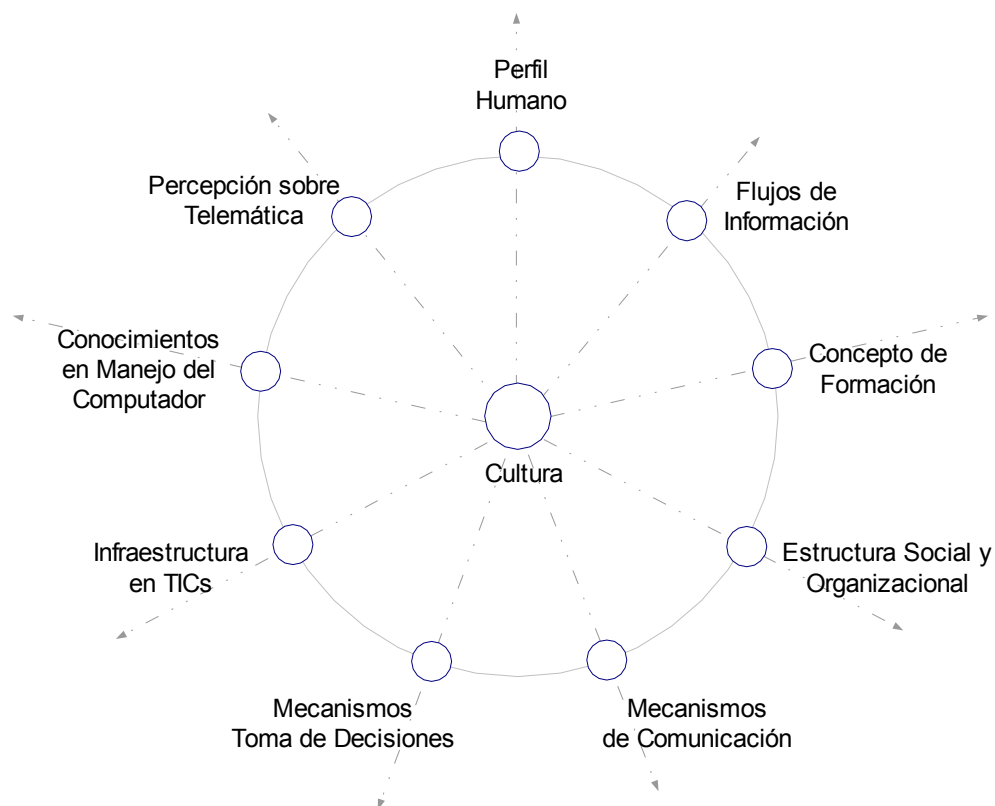 Perfil
Humano
Percepción sobre
Telemática
Flujos de
Información
Conocimientos
en Manejo del
Computador
Concepto de
Formación
Cultura
Infraestructura
en TICs
Estructura Social y
Organizacional
Mecanismos
Toma de Decisiones
Mecanismos
de Comunicación